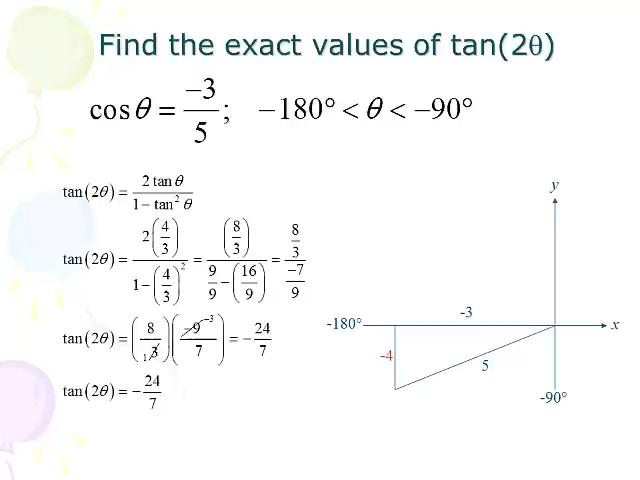 Find the exact values of tan(2θ)
cos θ = −3/5; −180° < θ < −90°
tan(2θ) = 2 tan θ / 1 − tan² θ
tan(2θ) = 2(4/3) / 1 − (4/3)² = (8/3) / 9/9 − (16/9) = 8/3 / −7/9
tan(2θ) = (8 / 1 3)(−9 −3 / 7) = −24/7
tan(2θ) = −24/7
y
-3
-180°
x
-4
5
-90°